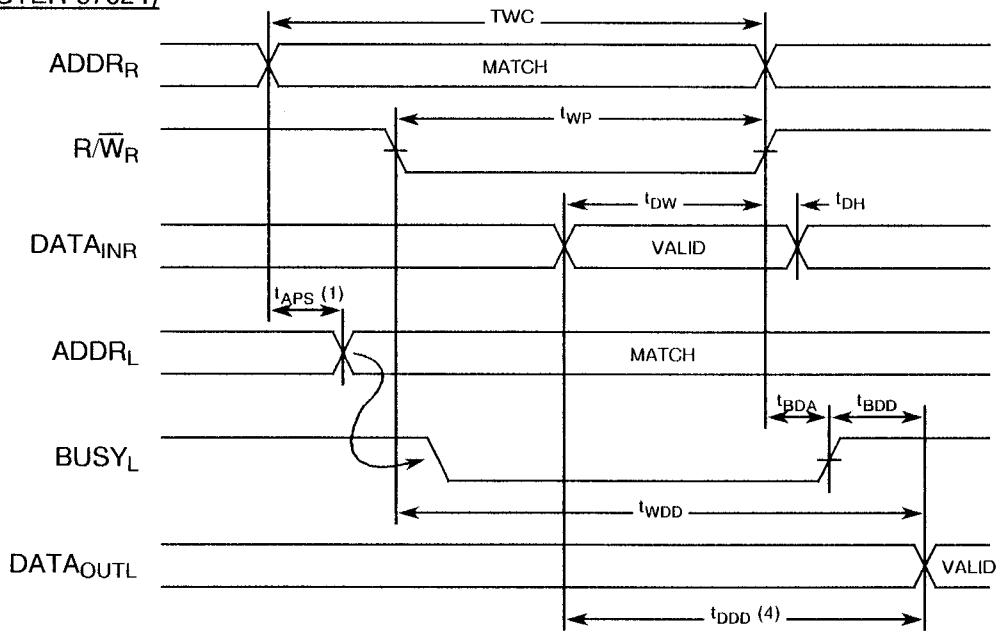 TWC
ADDR_R MATCH
t_WP
R/W̅_R
t_DW t_DH
DATA_INR VALID
t_APS (1)
ADDR_L MATCH
t_BDA t_BDD
BUSY_L
t_WDD
DATA_OUTL VALID
t_DDD (4)